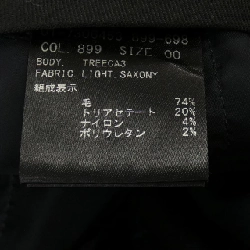 COL. 899 SIZE 00
BODY. TREECA3
FABRIC. LIGHT.SAXONY
組成表示
毛 74%
トリアセテート 20%
ナイロン 4%
ポリウレタン 2%